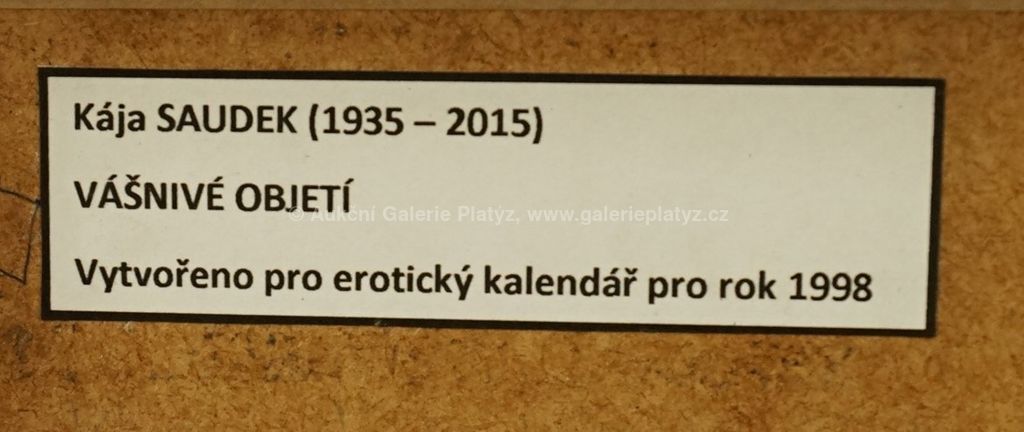 Kája SAUDEK (1935 – 2015)
VÁŠNIVÉ OBJETÍ
© Aukční Galerie Platýz, www.galerieplatyz.cz
Vytvořeno pro erotický kalendář pro rok 1998